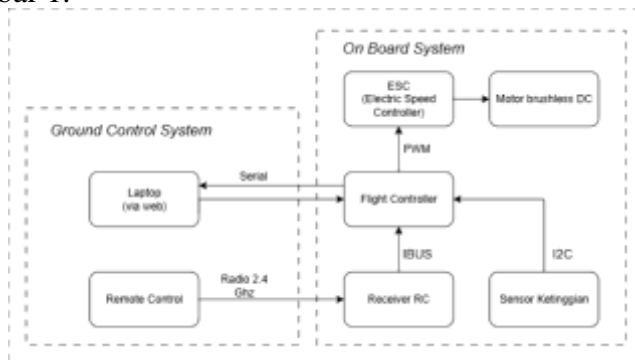 On Board System
ESC
(Electric Speed
Controller)
Motor brushless DC
Ground Control System
PWM
Serial
Laptop
(via web)
Flight Controller
IBUS
I2C
Radio 2.4
Ghz
Remote Control
Receiver RC
Sensor Ketinggian